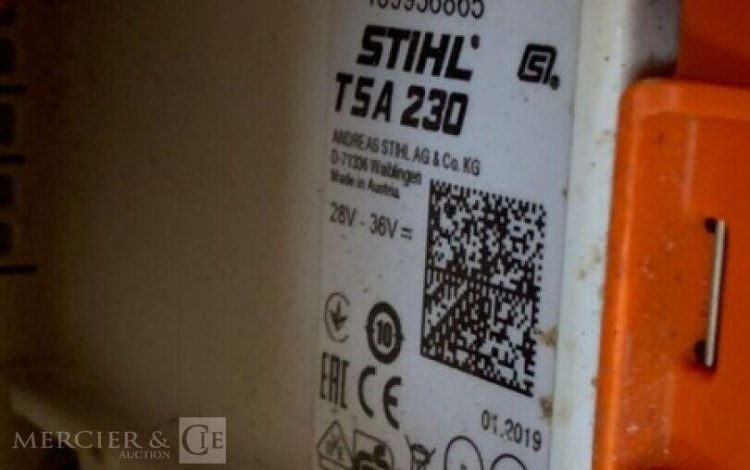 STIHL®
TSA 230
ANDREAS STIHL AG & Co. KG
D-71336 Waiblingen
Made in Austria
28V - 36V
10
EAC CE
01.2019
MERCIER & CIE
AUCTION